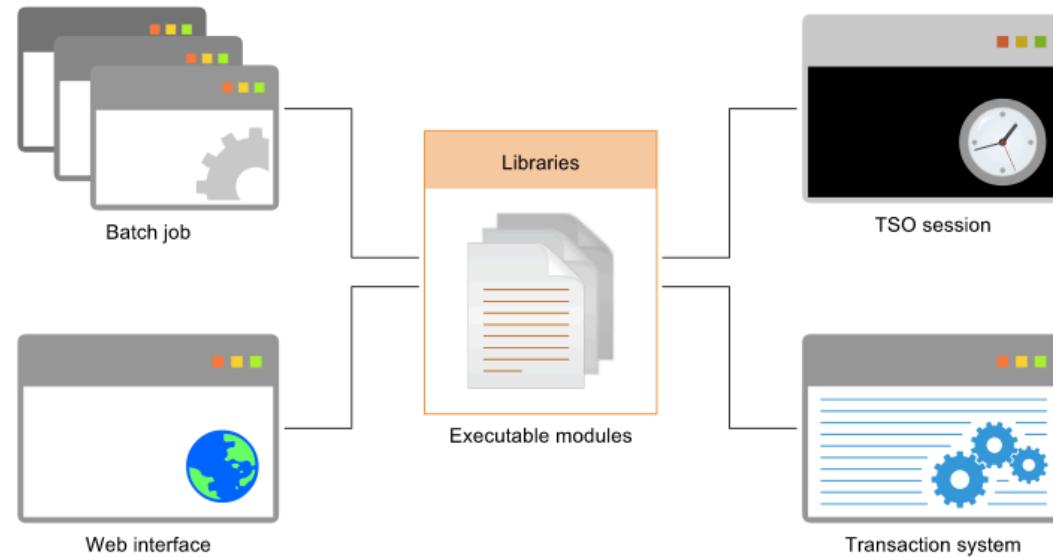 Libraries
Batch job
TSO session
Executable modules
Web interface
Transaction system